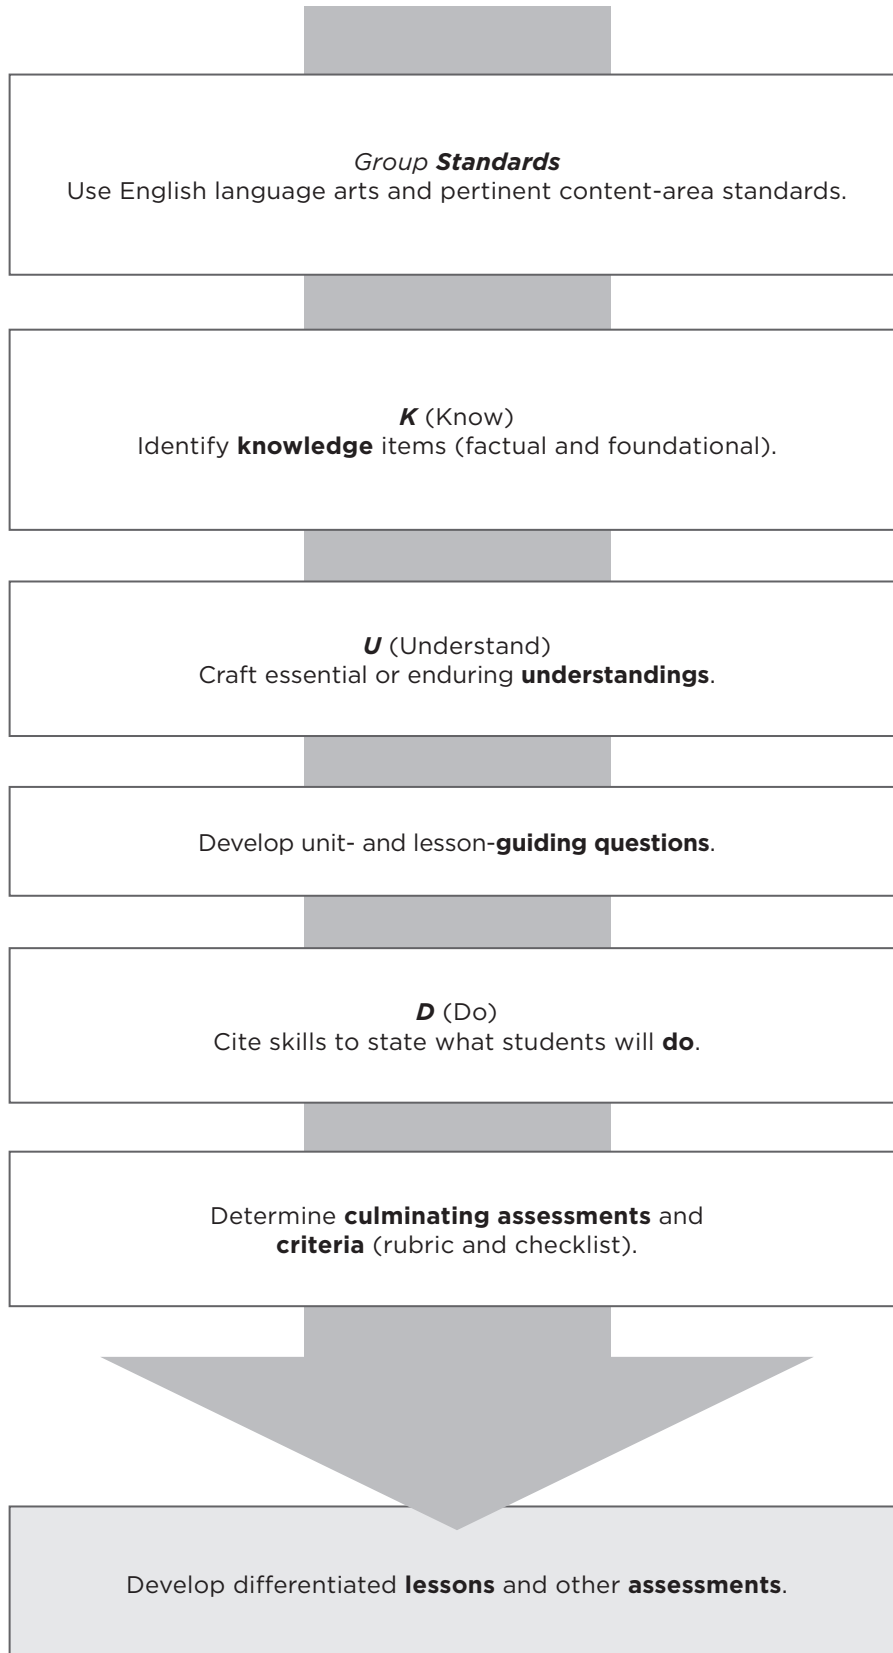 Group Standards
Use English language arts and pertinent content-area standards.
K (Know)
Identify knowledge items (factual and foundational).
U (Understand)
Craft essential or enduring understandings.
Develop unit- and lesson-guiding questions.
D (Do)
Cite skills to state what students will do.
Determine culminating assessments and
criteria (rubric and checklist).
Develop differentiated lessons and other assessments.